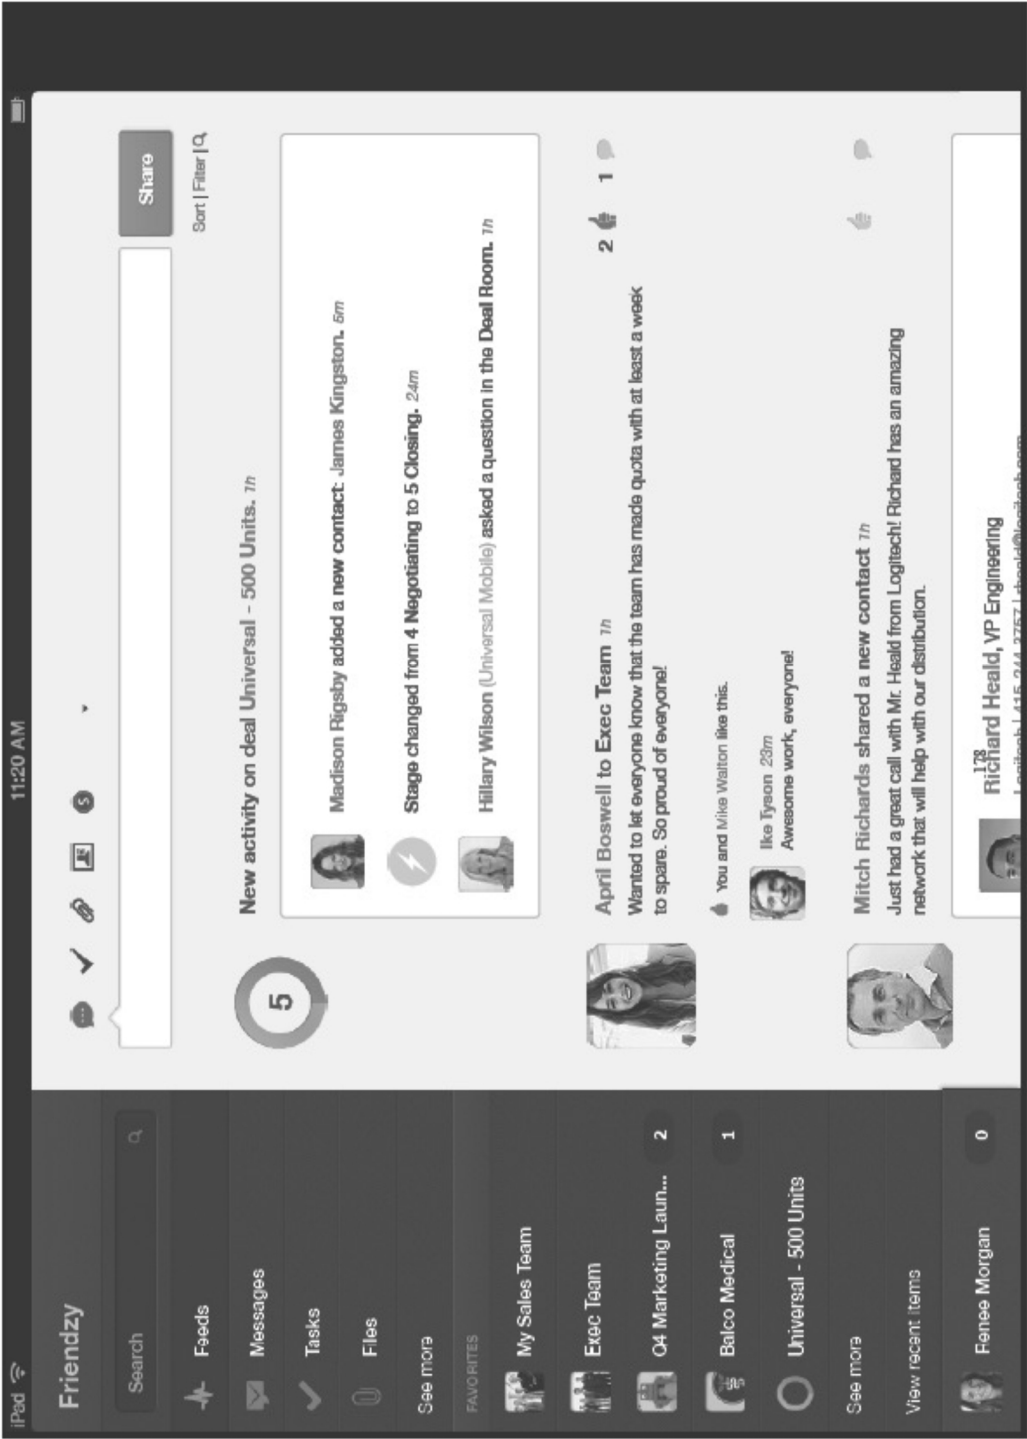 iPad
11:20 AM
Friendzy
Search
Feeds
Messages
Tasks
Files
See more
FAVORITES
My Sales Team
Exec Team
Q4 Marketing Laun... 2
Balco Medical 1
Universal - 500 Units
See more
View recent items
Renee Morgan 0
Share
Sort | Filter |
5
New activity on deal Universal - 500 Units. 1h
Madison Rigsby added a new contact: James Kingston. 5m
Stage changed from 4 Negotiating to 5 Closing. 24m
Hillary Wilson (Universal Mobile) asked a question in the Deal Room. 1h
April Boswell to Exec Team 1h
2 1
Wanted to let everyone know that the team has made quota with at least a week
to spare. So proud of everyone!
You and Mike Walton like this.
Ike Tyson 23m
Awesome work, everyone!
Mitch Richards shared a new contact 1h
Just had a great call with Mr. Heald from Logitech! Richard has an amazing
network that will help with our distribution.
Richard Heald, VP Engineering
178